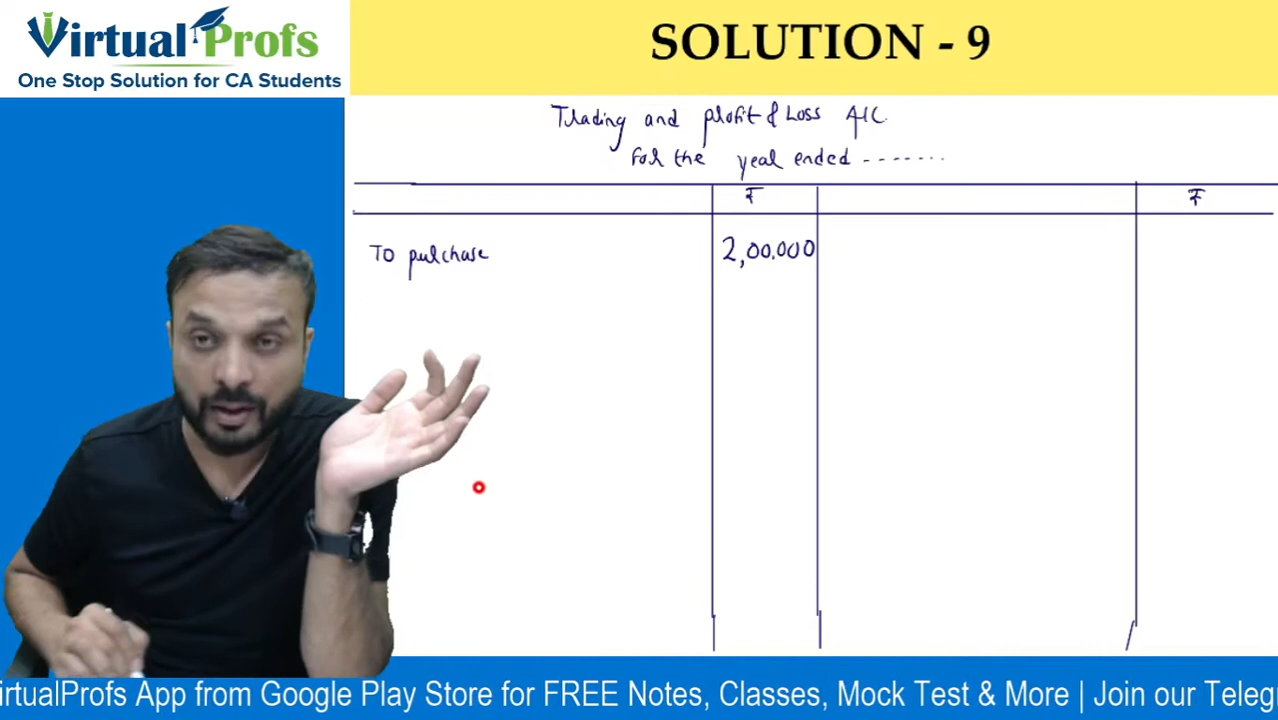 Virtual Profs
One Stop Solution for CA Students
SOLUTION - 9
Trading and profit & Loss A/C
For the year ended --------
₹ ₹
To purchase 2,00,000
irtualProfs App from Google Play Store for FREE Notes, Classes, Mock Test & More | Join our Teleg